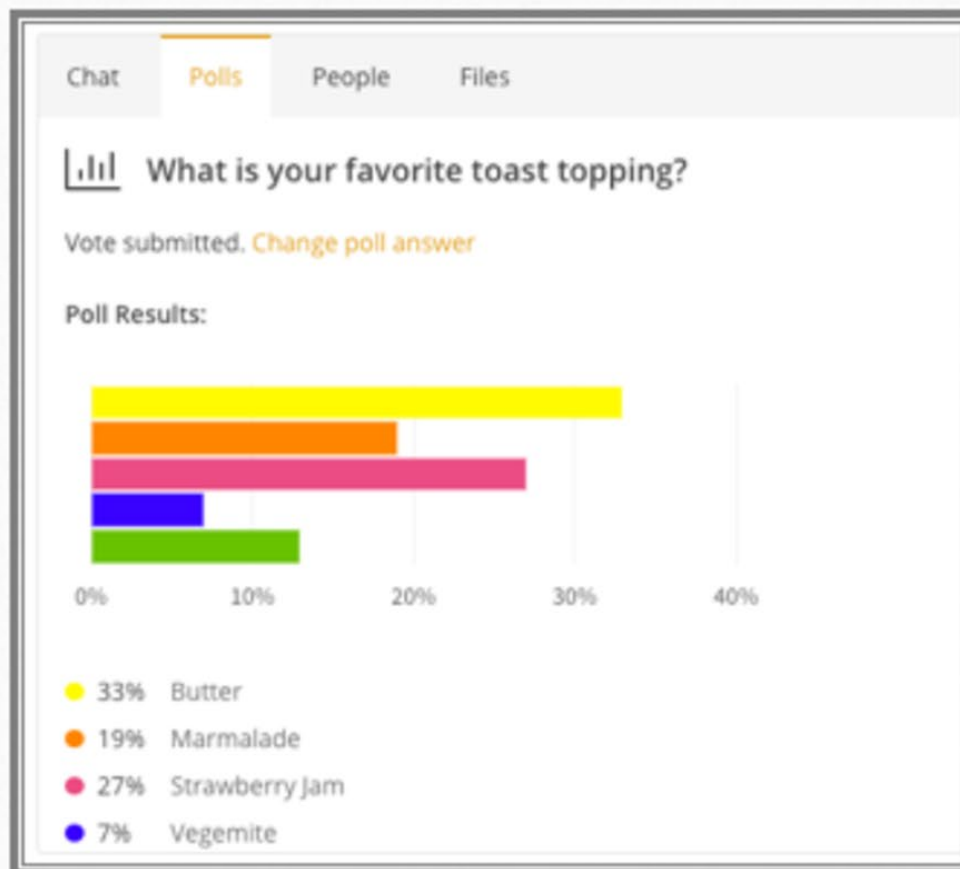 Chat Polls People Files
What is your favorite toast topping?
Vote submitted. Change poll answer
Poll Results:
0% 10% 20% 30% 40%
33% Butter
19% Marmalade
27% Strawberry Jam
7% Vegemite